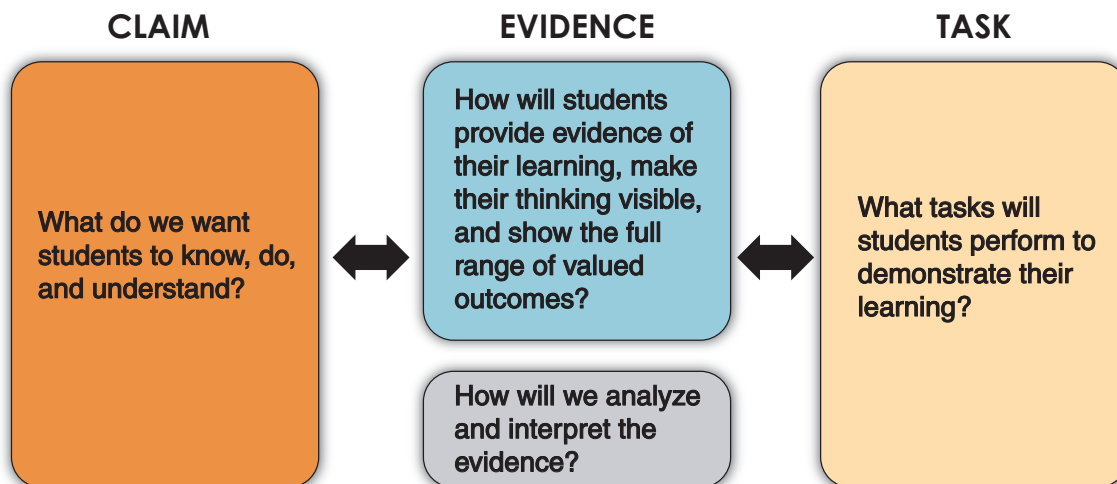 CLAIM
EVIDENCE
TASK
What do we want
students to know, do,
and understand?
How will students
provide evidence of
their learning, make
their thinking visible,
and show the full
range of valued
outcomes?
How will we analyze
and interpret the
evidence?
What tasks will
students perform to
demonstrate their
learning?